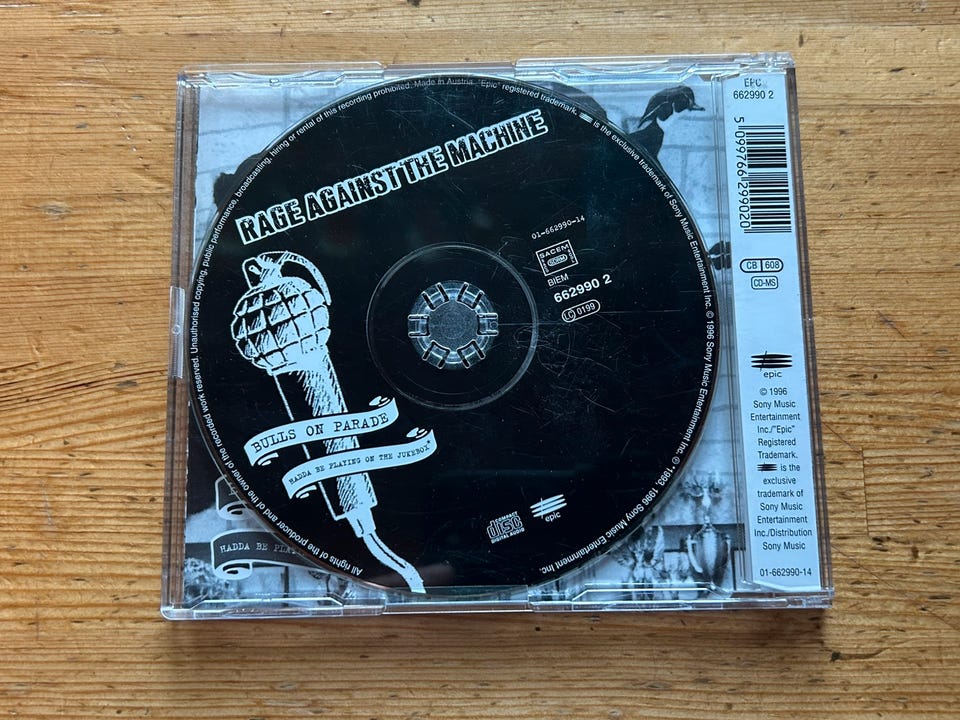 RAGE AGAINST THE MACHINE
BULLS ON PARADE
HADDA BE PLAYING ON THE JUKEBOX*
01-662990-14
SACEM
SDRM
BIEM
662990 2
LC 0199
COMPACT
disc
DIGITAL AUDIO
epic
All rights of the producer and of the owner of the recorded work reserved. Unauthorised copying, public performance, broadcasting, hiring or rental of this recording prohibited. Made in Austria. "Epic" registered trademark. is the exclusive trademark of Sony Music Entertainment Inc. © 1996 Sony Music Entertainment Inc. ℗ *1993, 1996 Sony Music Entertainment Inc.
HADDA BE PLAY
EPC
662990 2
5 099766 299020
CB 608
CD-MS
epic
© 1996
Sony Music
Entertainment
Inc./"Epic"
Registered
Trademark.
is the
exclusive
trademark of
Sony Music
Entertainment
Inc./Distribution
Sony Music
01-662990-14